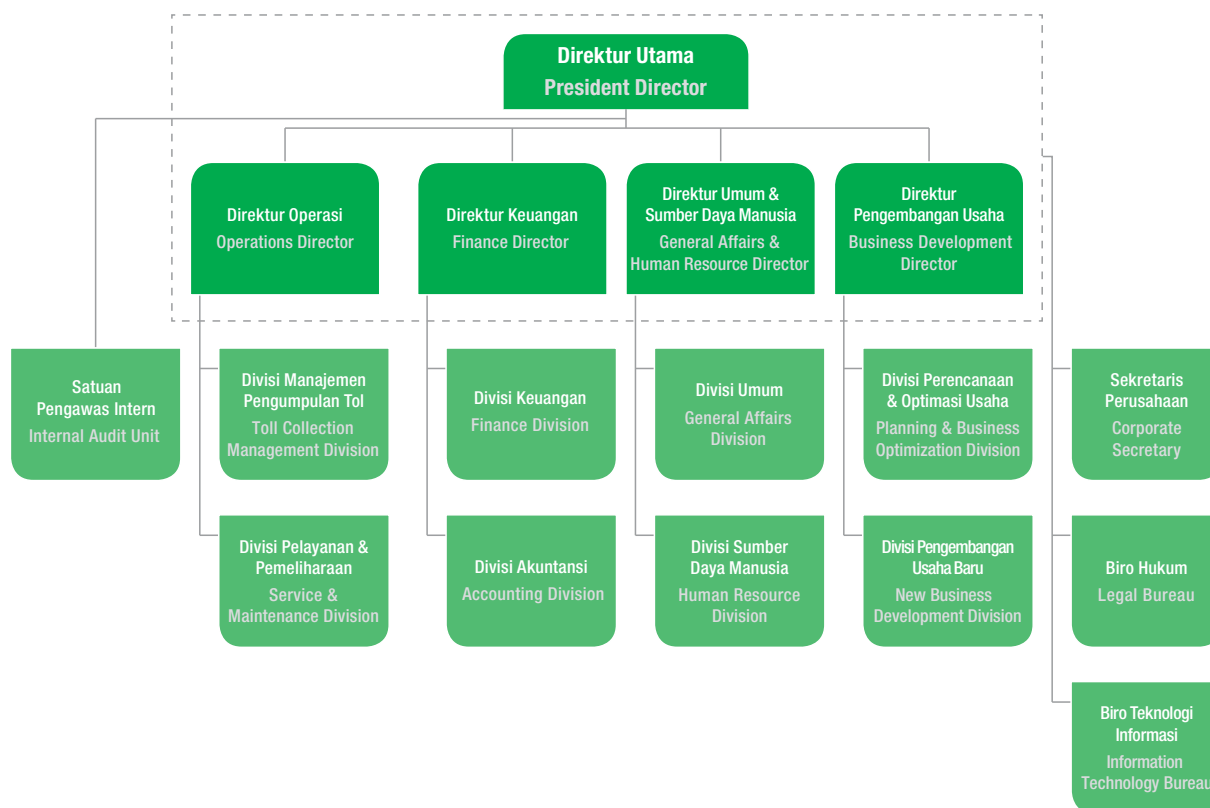 Direktur Utama
President Director
Direktur Operasi
Operations Director
Direktur Keuangan
Finance Director
Direktur Umum &
Sumber Daya Manusia
General Affairs &
Human Resource Director
Direktur
Pengembangan Usaha
Business Development
Director
Satuan
Pengawas Intern
Internal Audit Unit
Divisi Manajemen
Pengumpulan Tol
Toll Collection
Management Division
Divisi Keuangan
Finance Division
Divisi Umum
General Affairs
Division
Divisi Perencanaan
& Optimasi Usaha
Planning & Business
Optimization Division
Sekretaris
Perusahaan
Corporate
Secretary
Divisi Pelayanan &
Pemeliharaan
Service &
Maintenance Division
Divisi Akuntansi
Accounting Division
Divisi Sumber
Daya Manusia
Human Resource
Division
Divisi Pengembangan
Usaha Baru
New Business
Development Division
Biro Hukum
Legal Bureau
Biro Teknologi
Informasi
Information
Technology Bureau